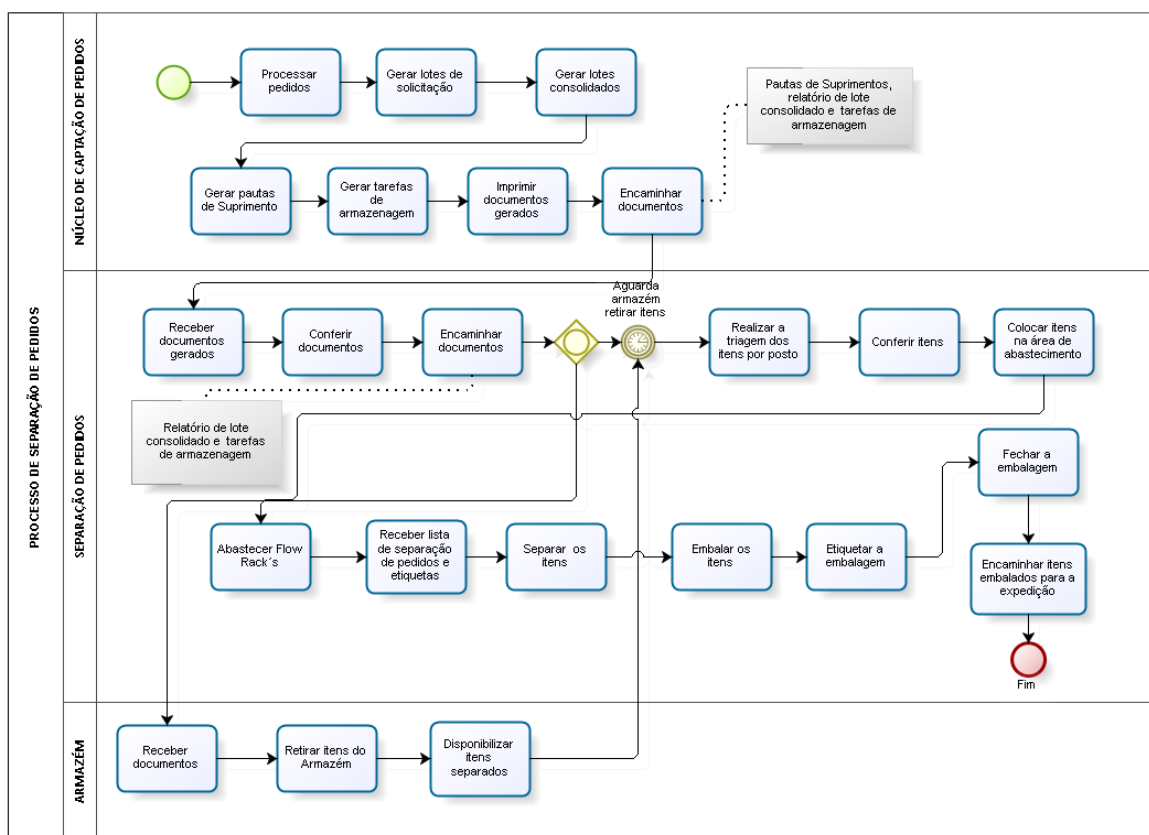 PROCESSO DE SEPARAÇÃO DE PEDIDOS
NÚCLEO DE CAPTAÇÃO DE PEDIDOS
Processar
pedidos
Gerar lotes de
solicitação
Gerar lotes
consolidados
Pautas de Suprimentos,
relatório de lote
consolidado e tarefas de
armazenagem
Gerar pautas
de Suprimento
Gerar tarefas
de
armazenagem
Imprimir
documentos
gerados
Encaminhar
documentos
SEPARAÇÃO DE PEDIDOS
Receber
documentos
gerados
Conferir
documentos
Encaminhar
documentos
Aguarda
armazém
retirar itens
Realizar a
triagem dos
itens por posto
Conferir itens
Colocar itens
na área de
abastecimento
Relatório de lote
consolidado e tarefas
de armazenagem
Abastecer Flow
Rack´s
Receber lista
de separação
de pedidos e
etiquetas
Separar os
itens
Embalar os
itens
Etiquetar a
embalagem
Fechar a
embalagem
Encaminhar itens
embalados para a
expedição
Fim
ARMAZÉM
Receber
documentos
Retirar itens do
Armazém
Disponibilizar
itens
separados